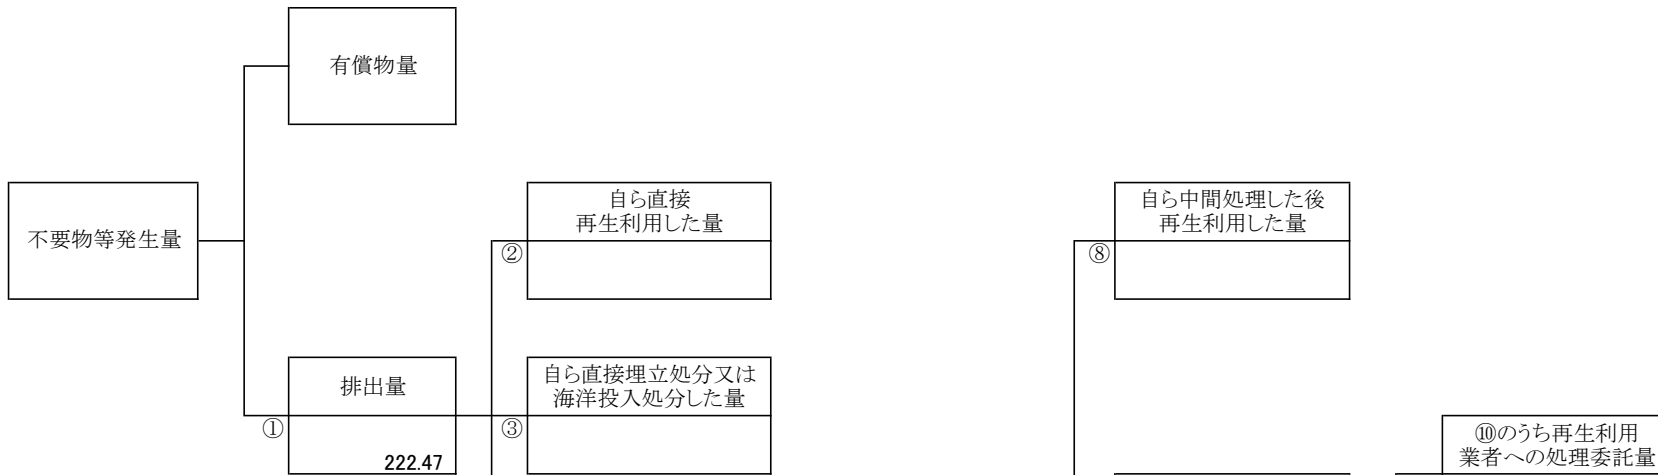 有償物量
不要物等発生量
自ら直接
再生利用した量
②
自ら中間処理した後
再生利用した量
⑧
排出量
①
222.47
自ら直接埋立処分又は
海洋投入処分した量
③
⑩のうち再生利用
業者への処理委託量